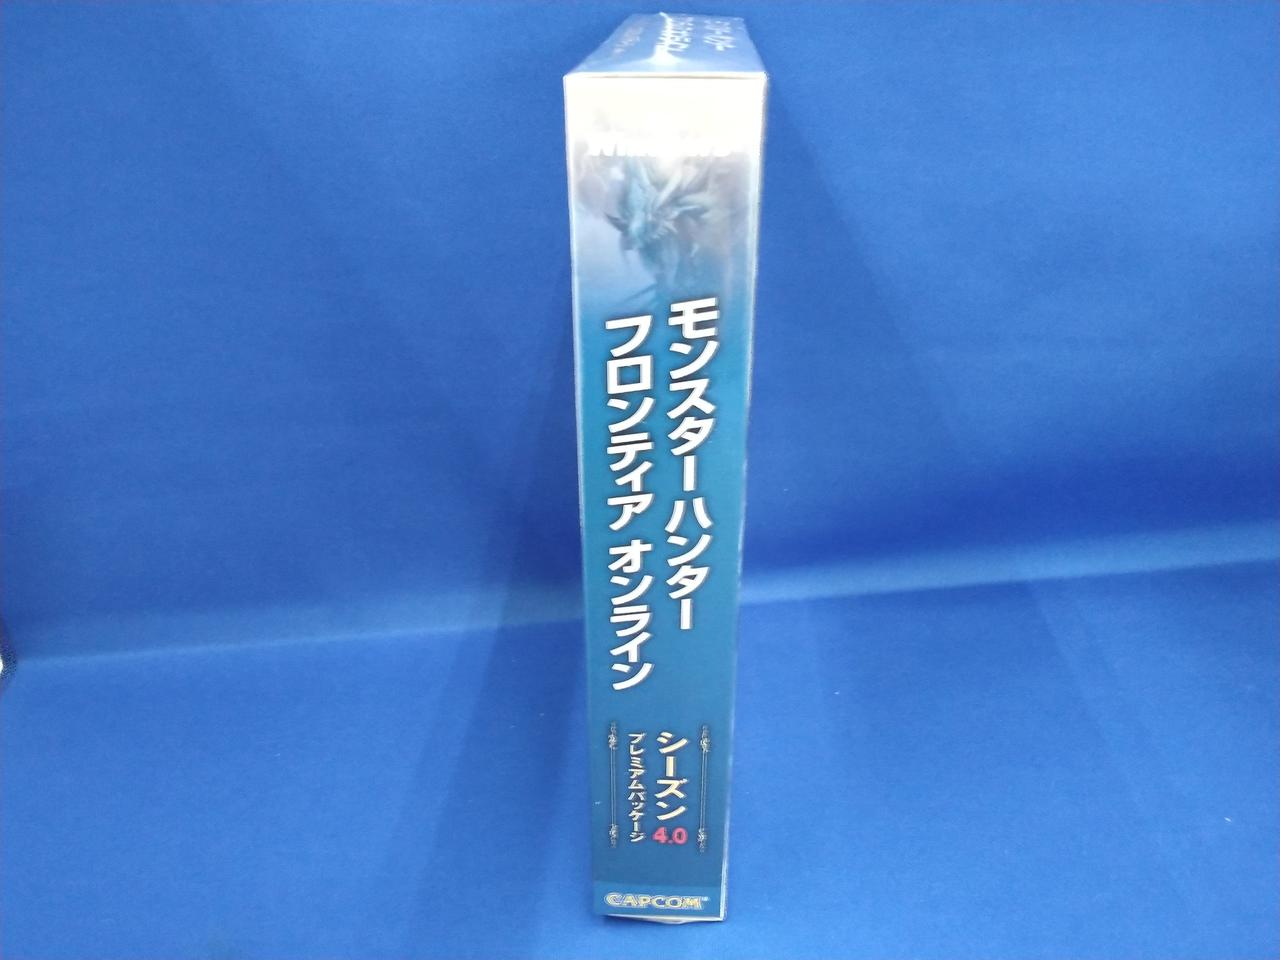 モンスターハンター
フロンティア オンライン
シーズン4.0
プレミアムパッケージ
CAPCOM